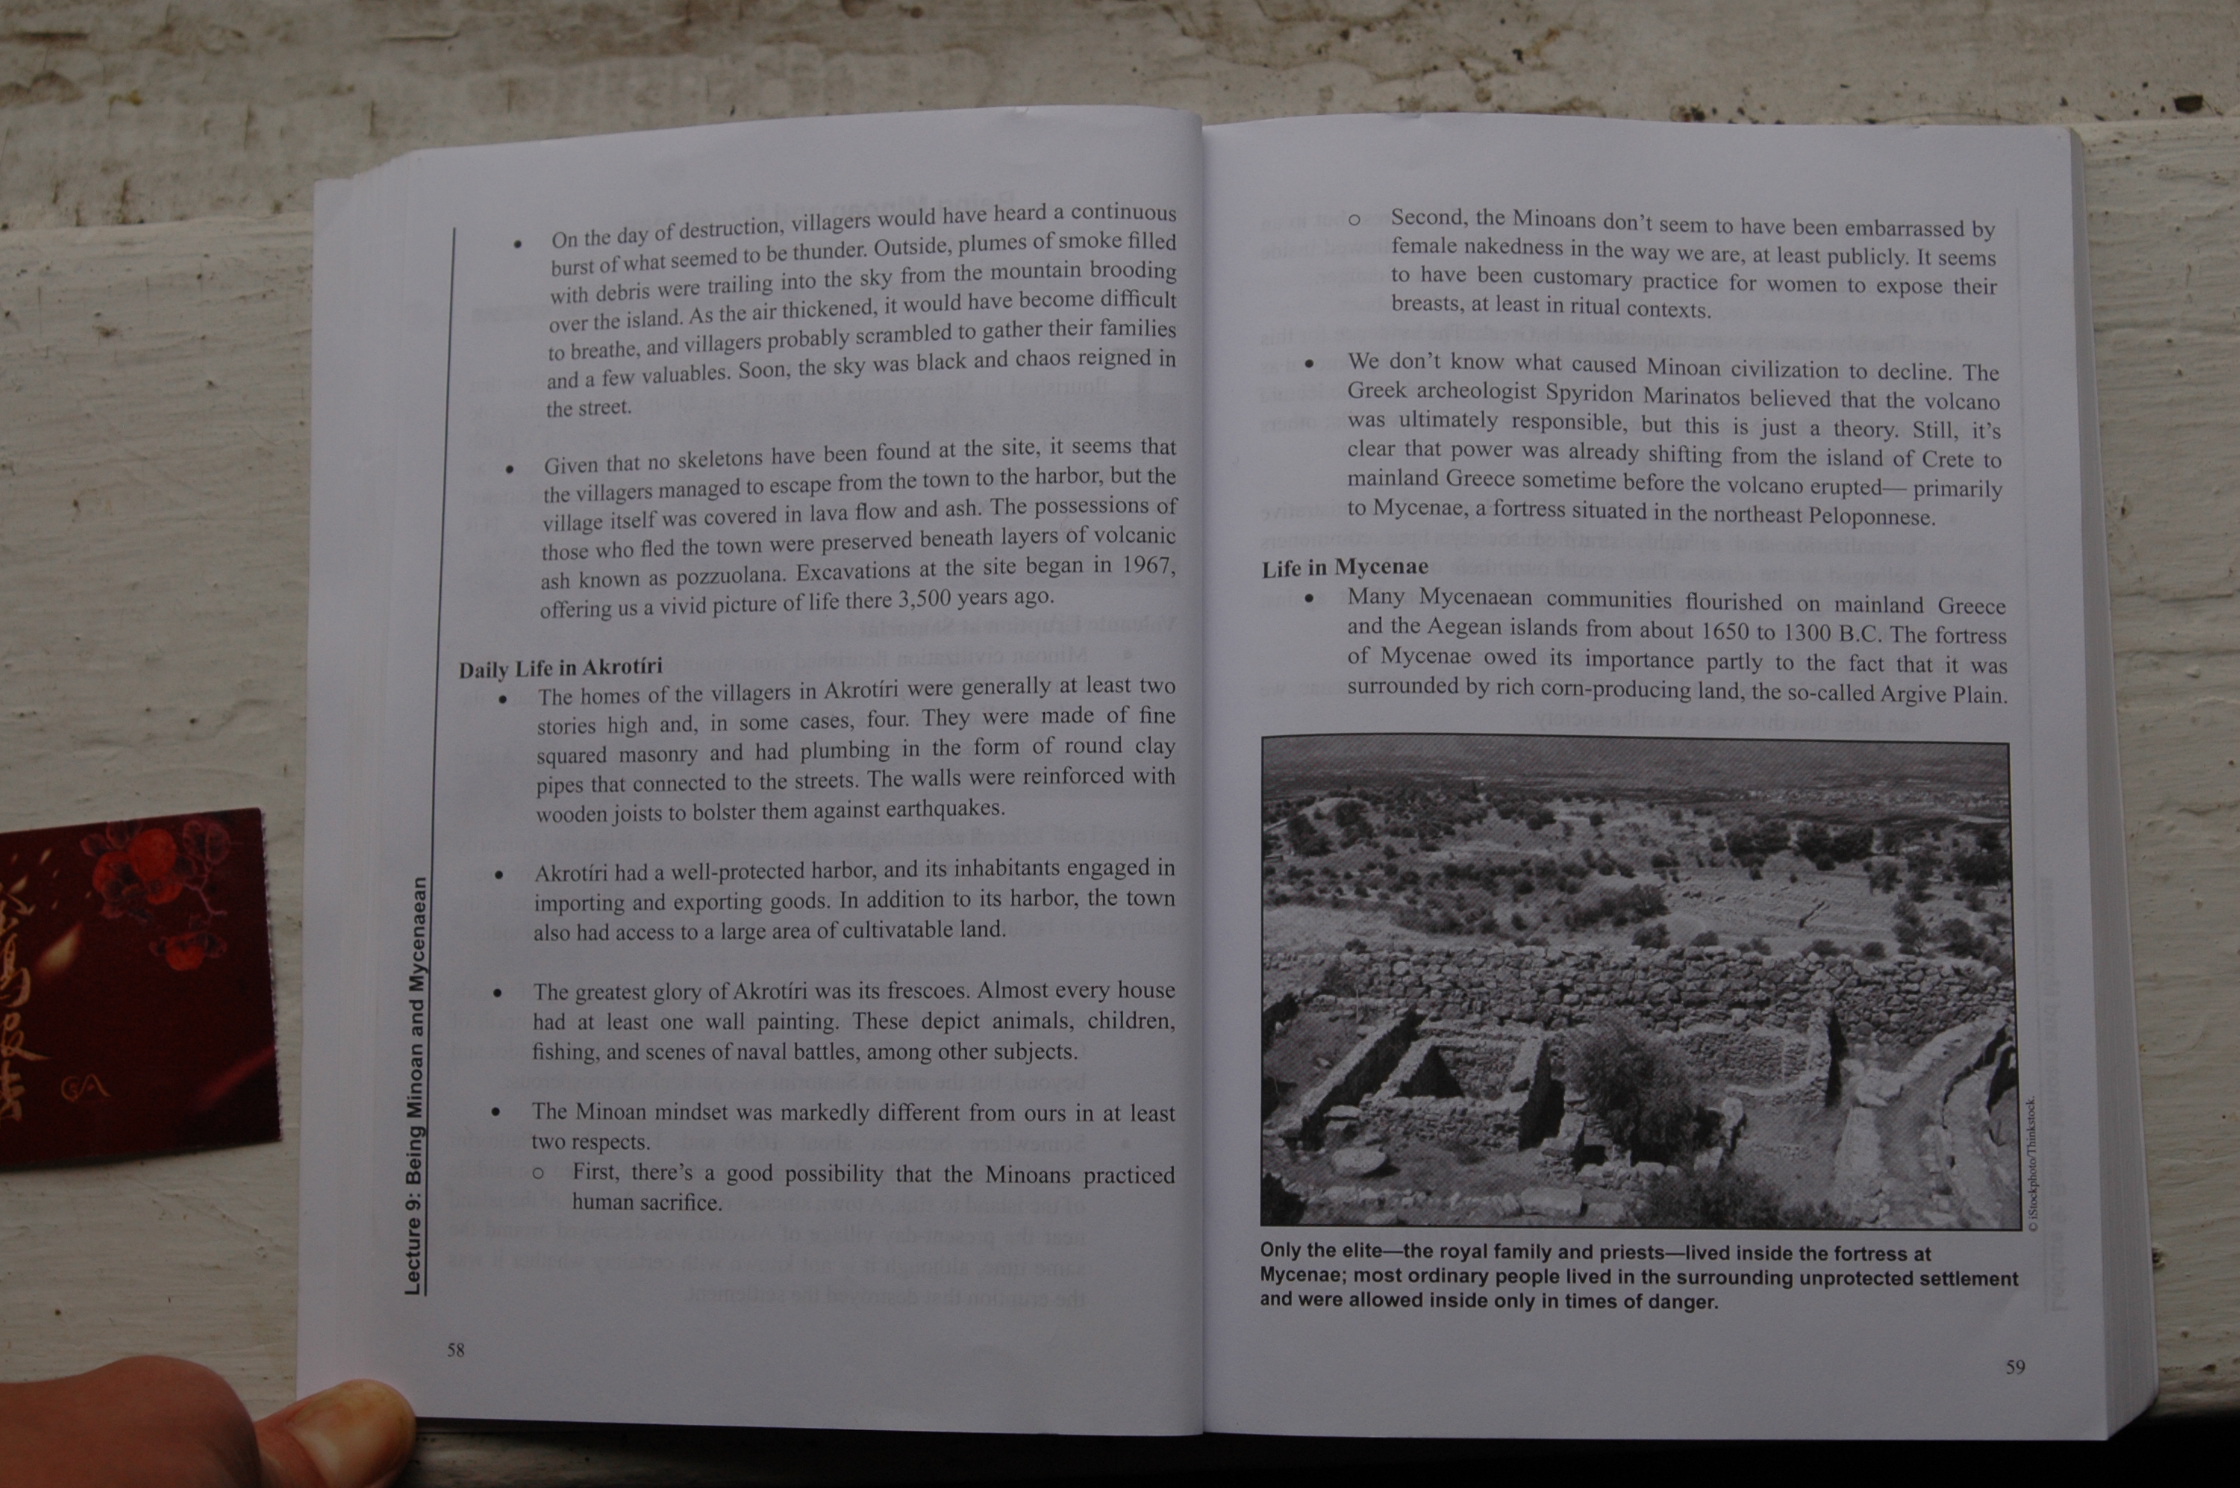 Lecture 9: Being Minoan and Mycenaean
• On the day of destruction, villagers would have heard a continuous
burst of what seemed to be thunder. Outside, plumes of smoke filled
with debris were trailing into the sky from the mountain brooding
over the island. As the air thickened, it would have become difficult
to breathe, and villagers probably scrambled to gather their families
and a few valuables. Soon, the sky was black and chaos reigned in
the street.
• Given that no skeletons have been found at the site, it seems that
the villagers managed to escape from the town to the harbor, but the
village itself was covered in lava flow and ash. The possessions of
those who fled the town were preserved beneath layers of volcanic
ash known as pozzuolana. Excavations at the site began in 1967,
offering us a vivid picture of life there 3,500 years ago.
Daily Life in Akrotíri
• The homes of the villagers in Akrotíri were generally at least two
stories high and, in some cases, four. They were made of fine
squared masonry and had plumbing in the form of round clay
pipes that connected to the streets. The walls were reinforced with
wooden joists to bolster them against earthquakes.
• Akrotíri had a well-protected harbor, and its inhabitants engaged in
importing and exporting goods. In addition to its harbor, the town
also had access to a large area of cultivatable land.
• The greatest glory of Akrotíri was its frescoes. Almost every house
had at least one wall painting. These depict animals, children,
fishing, and scenes of naval battles, among other subjects.
• The Minoan mindset was markedly different from ours in at least
two respects.
o First, there's a good possibility that the Minoans practiced
human sacrifice.
58
o Second, the Minoans don't seem to have been embarrassed by
female nakedness in the way we are, at least publicly. It seems
to have been customary practice for women to expose their
breasts, at least in ritual contexts.
• We don't know what caused Minoan civilization to decline. The
Greek archeologist Spyridon Marinatos believed that the volcano
was ultimately responsible, but this is just a theory. Still, it's
clear that power was already shifting from the island of Crete to
mainland Greece sometime before the volcano erupted— primarily
to Mycenae, a fortress situated in the northeast Peloponnese.
Life in Mycenae
• Many Mycenaean communities flourished on mainland Greece
and the Aegean islands from about 1650 to 1300 B.C. The fortress
of Mycenae owed its importance partly to the fact that it was
surrounded by rich corn-producing land, the so-called Argive Plain.
© iStockphoto/Thinkstock.
Only the elite—the royal family and priests—lived inside the fortress at
Mycenae; most ordinary people lived in the surrounding unprotected settlement
and were allowed inside only in times of danger.
59